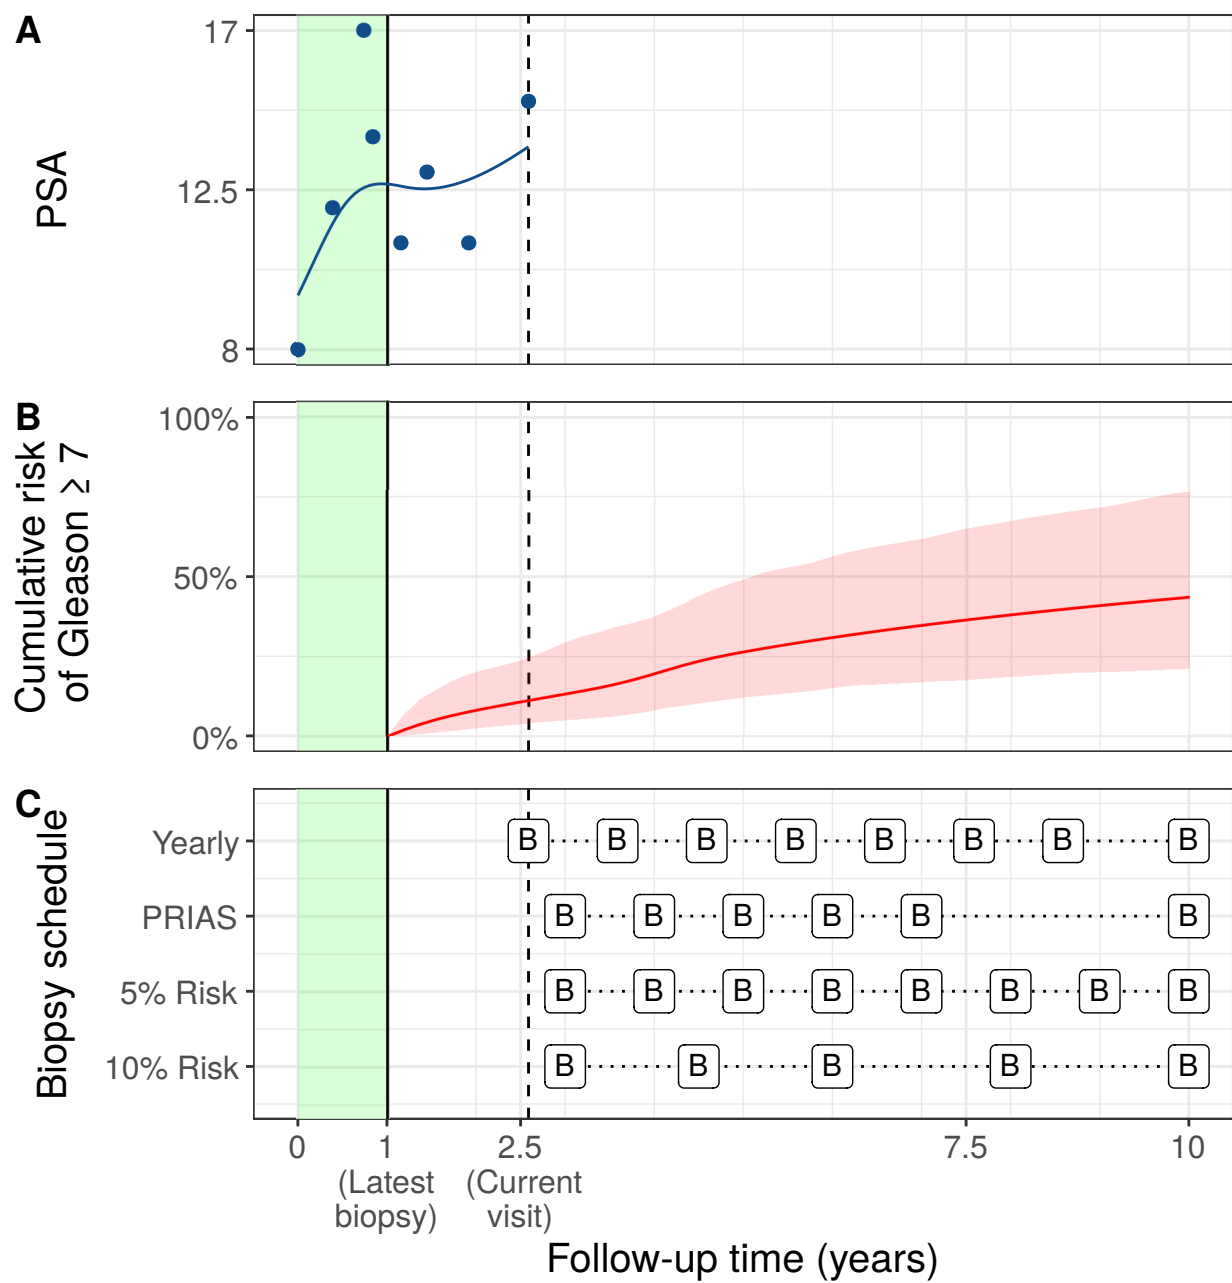 A
PSA
17
12.5
8
B
Cumulative risk
of Gleason ≥ 7
100%
50%
0%
C
Biopsy schedule
Yearly B B B B B B B B
PRIAS B B B B B B
5% Risk B B B B B B B B
10% Risk B B B B B
0 1 2.5 7.5 10
(Latest (Current
biopsy) visit)
Follow-up time (years)